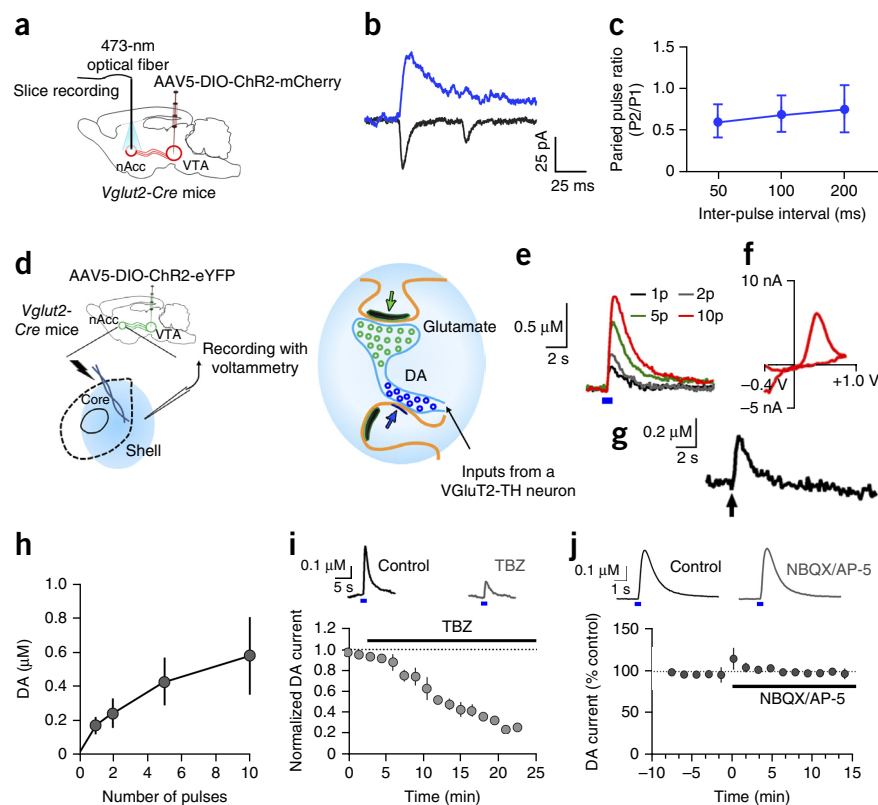 a
473-nm
optical fiber
AAV5-DIO-ChR2-mCherry
Slice recording
nAcc
VTA
Vglut2-Cre mice
b
25 pA
25 ms
c
Paried pulse ratio
(P2/P1)
1.5
1.0
0.5
0
50
100
200
Inter-pulse interval (ms)
d
AAV5-DIO-ChR2-eYFP
Vglut2-
Cre mice
nAcc
VTA
Recording with
voltammetry
Core
Shell
Glutamate
DA
Inputs from a
VGluT2-TH neuron
e
0.5 μM
2 s
1p
2p
5p
10p
f
10 nA
–0.4 V
+1.0 V
–5 nA
g
0.2 μM
2 s
h
DA (μM)
1.0
0.8
0.6
0.4
0.2
0
0
2
4
6
8
10
Number of pulses
i
0.1 μM
5 s
Control
TBZ
TBZ
Normalized DA current
1.2
1.0
0.8
0.6
0.4
0.2
0
0
5
10
15
20
25
Time (min)
j
0.1 μM
1 s
Control
NBQX/AP-5
DA current (% control)
150
100
50
0
NBQX/AP-5
–10
–5
0
5
10
15
Time (min)